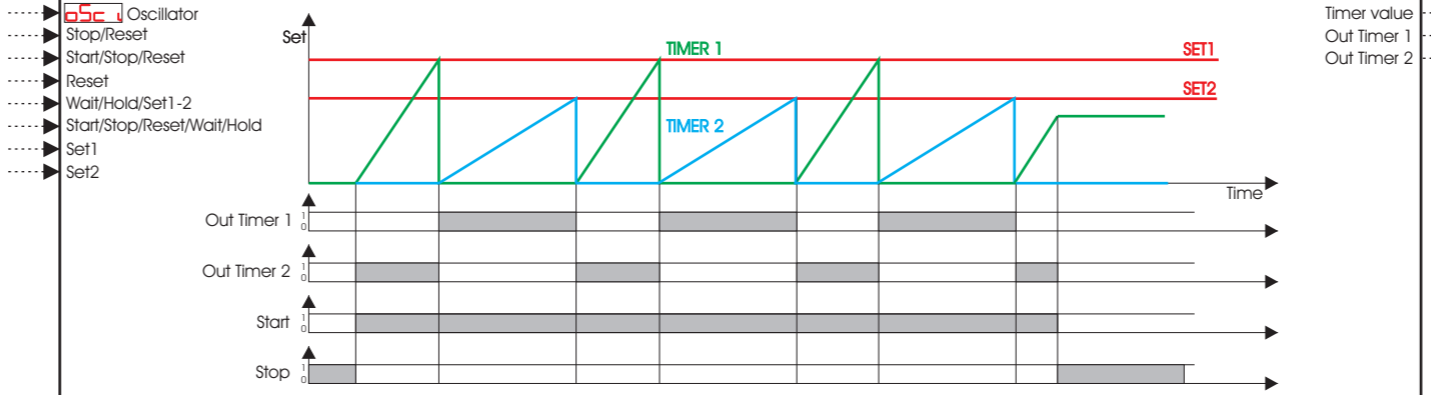 oSc i Oscillator
Stop/Reset
Start/Stop/Reset
Reset
Wait/Hold/Set1-2
Start/Stop/Reset/Wait/Hold
Set1
Set2
Set
TIMER 1
SET1
SET2
TIMER 2
Time
Out Timer 1
1
0
Out Timer 2
1
0
Start
1
0
Stop
1
0
Timer value
Out Timer 1
Out Timer 2